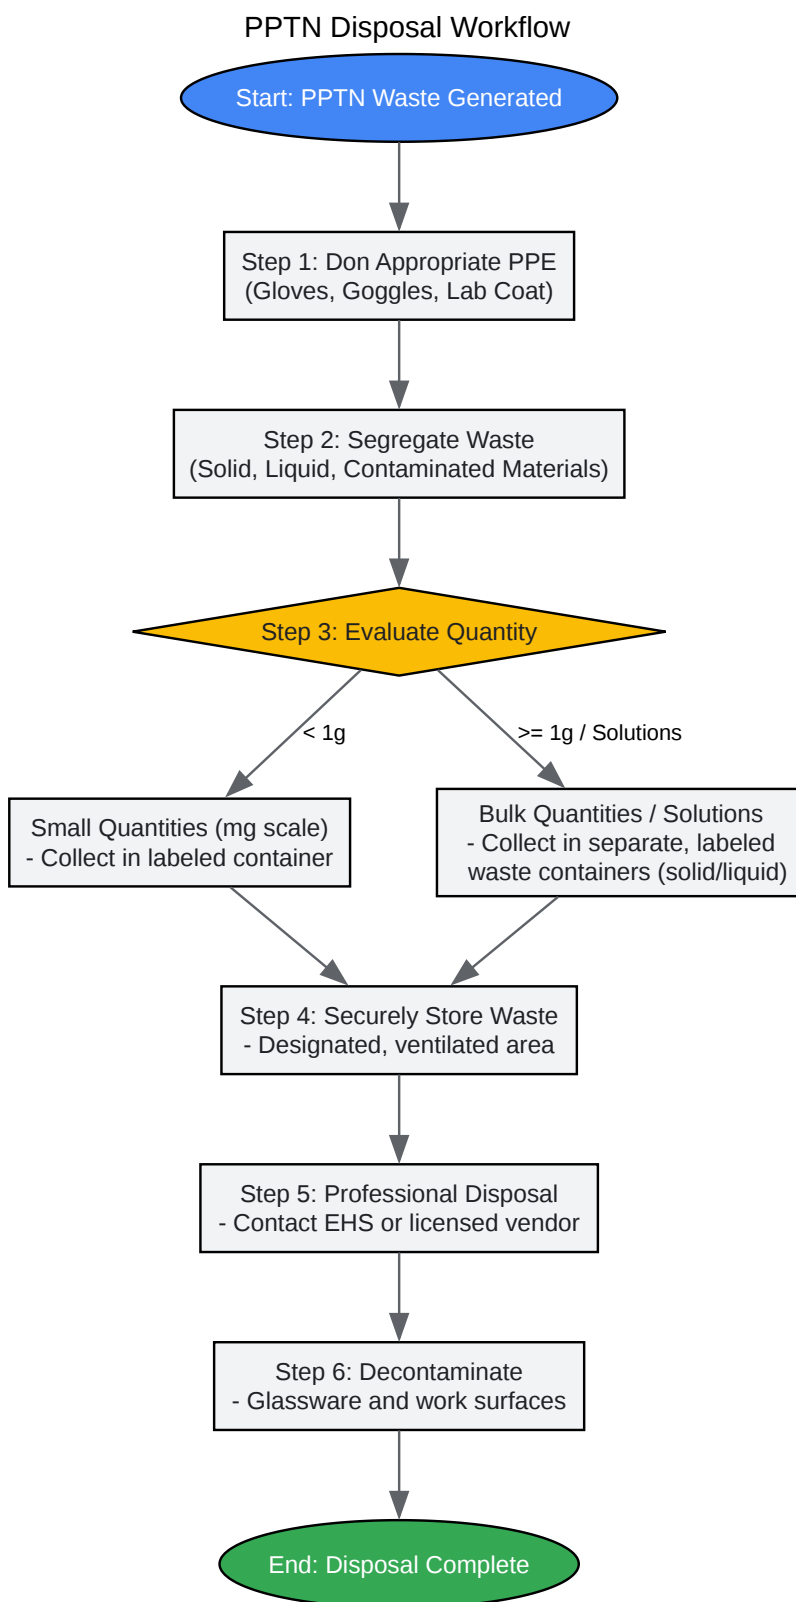 PPTN Disposal Workflow
Start: PPTN Waste Generated
Step 1: Don Appropriate PPE
(Gloves, Goggles, Lab Coat)
Step 2: Segregate Waste
(Solid, Liquid, Contaminated Materials)
Step 3: Evaluate Quantity
< 1g
>= 1g / Solutions
Small Quantities (mg scale)
- Collect in labeled container
Bulk Quantities / Solutions
- Collect in separate, labeled
waste containers (solid/liquid)
Step 4: Securely Store Waste
- Designated, ventilated area
Step 5: Professional Disposal
- Contact EHS or licensed vendor
Step 6: Decontaminate
- Glassware and work surfaces
End: Disposal Complete